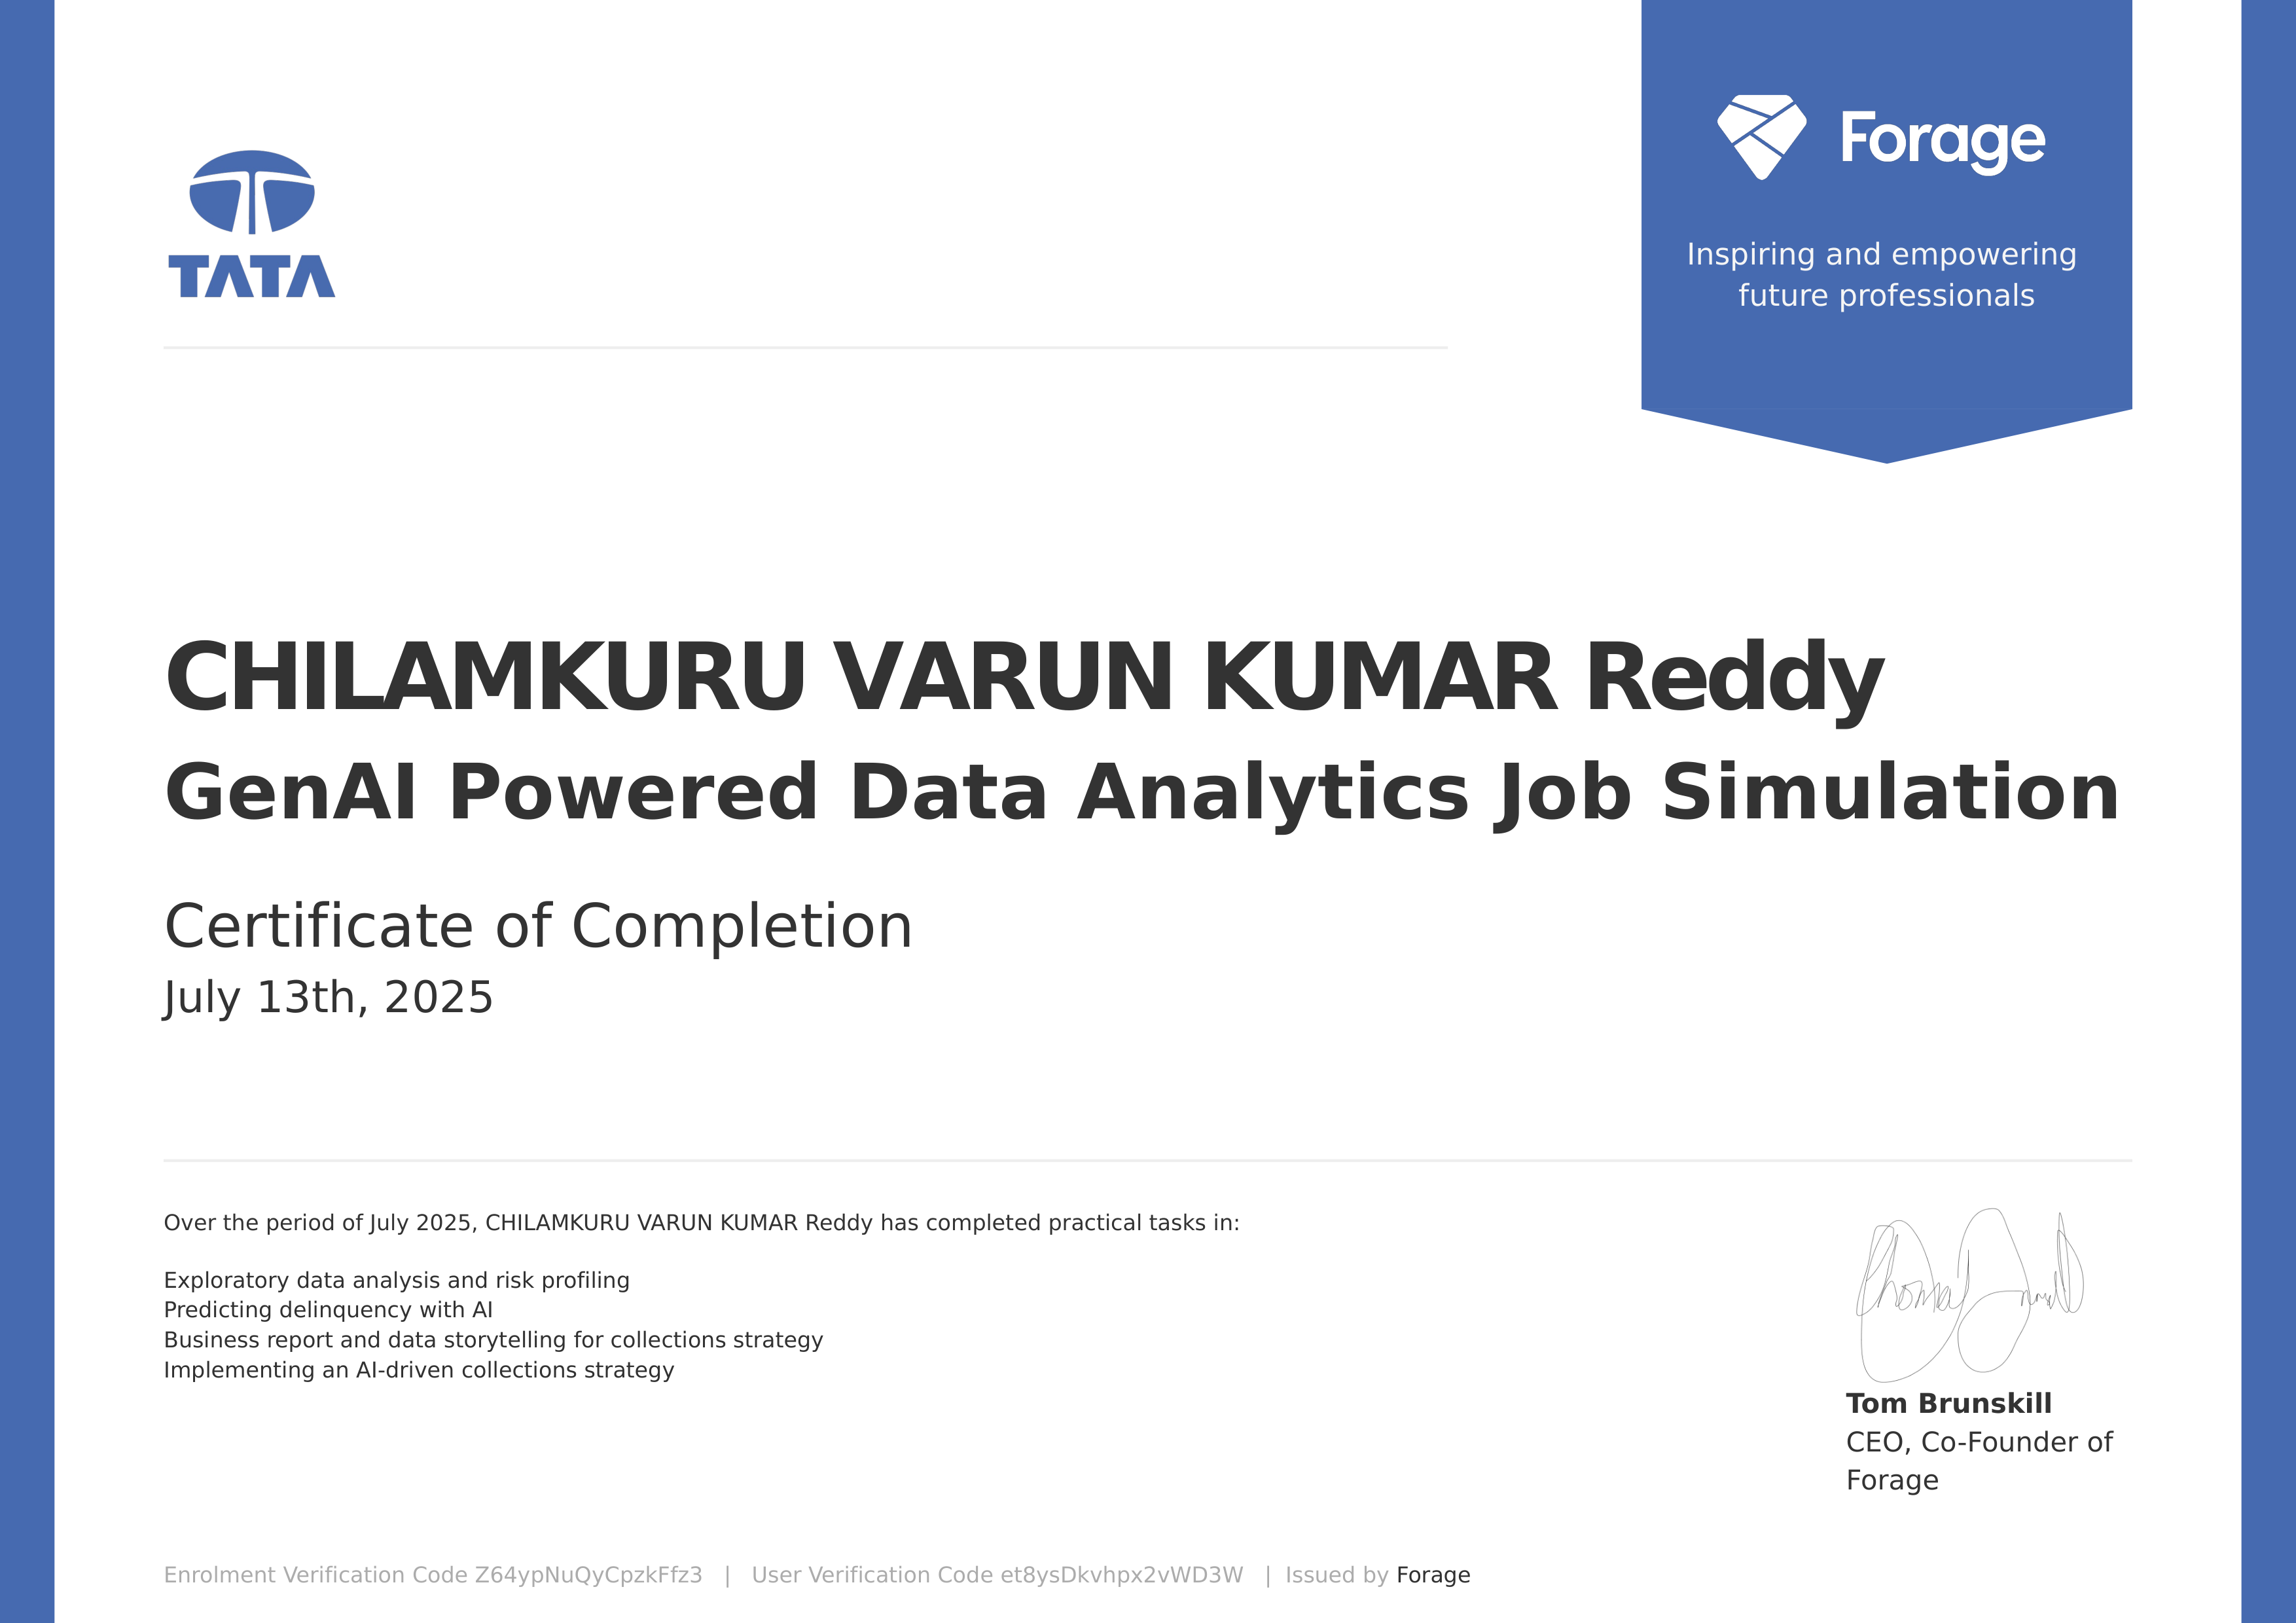 TATA
Forage
Inspiring and empowering
future professionals
CHILAMKURU VARUN KUMAR Reddy
GenAI Powered Data Analytics Job Simulation
Certificate of Completion
July 13th, 2025
Over the period of July 2025, CHILAMKURU VARUN KUMAR Reddy has completed practical tasks in:
Exploratory data analysis and risk profiling
Predicting delinquency with AI
Business report and data storytelling for collections strategy
Implementing an AI-driven collections strategy
Tom Brunskill
CEO, Co-Founder of
Forage
Enrolment Verification Code Z64ypNuQyCpzkFfz3 | User Verification Code et8ysDkvhpx2vWD3W | Issued by Forage